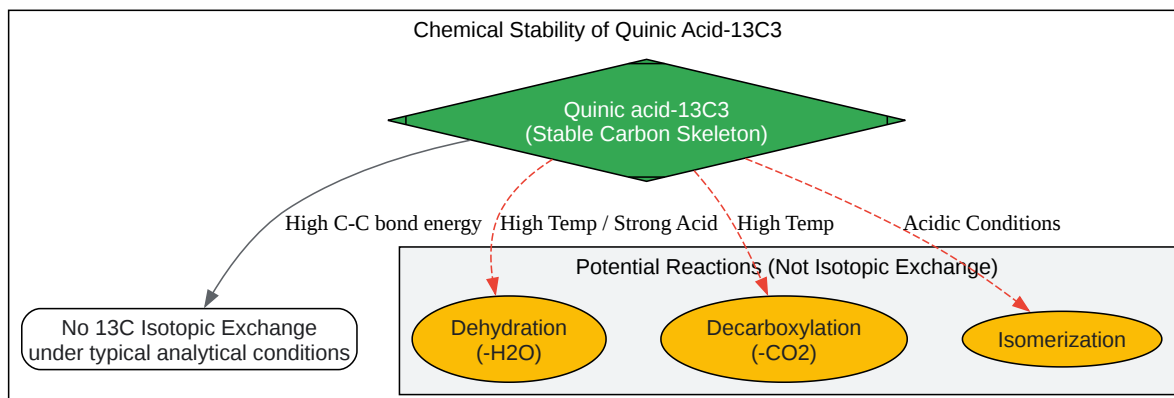 Chemical Stability of Quinic Acid-13C3
Quinic acid-13C3
(Stable Carbon Skeleton)
High C-C bond energy
High Temp / Strong Acid
High Temp
Acidic Conditions
Potential Reactions (Not Isotopic Exchange)
No 13C Isotopic Exchange
under typical analytical conditions
Dehydration
(-H2O)
Decarboxylation
(-CO2)
Isomerization